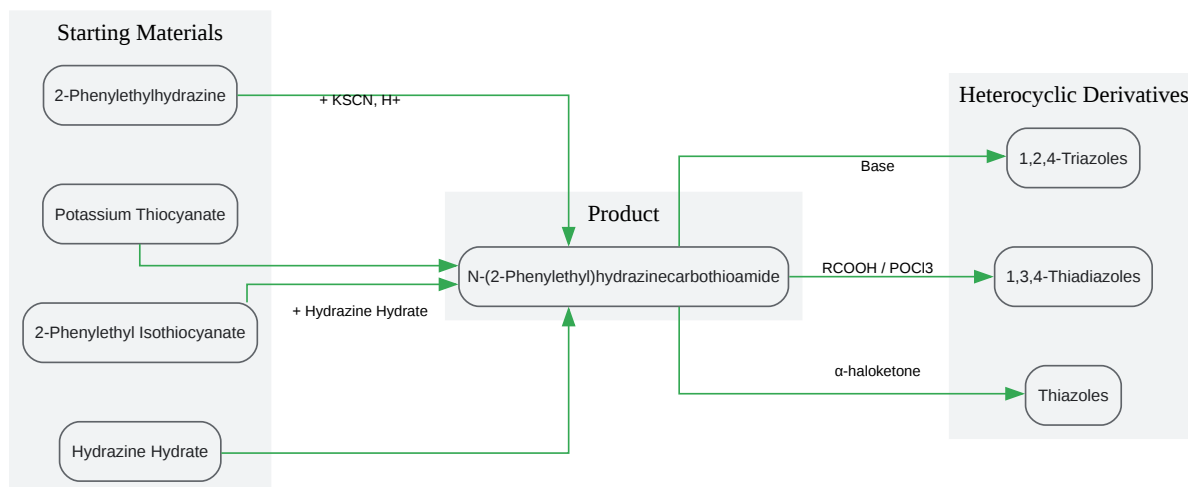 Starting Materials
2-Phenylethylhydrazine
Potassium Thiocyanate
2-Phenylethyl Isothiocyanate
Hydrazine Hydrate
+ KSCN, H+
+ Hydrazine Hydrate
Product
N-(2-Phenylethyl)hydrazinecarbothioamide
Base
RCOOH / POCl3
α-haloketone
Heterocyclic Derivatives
1,2,4-Triazoles
1,3,4-Thiadiazoles
Thiazoles